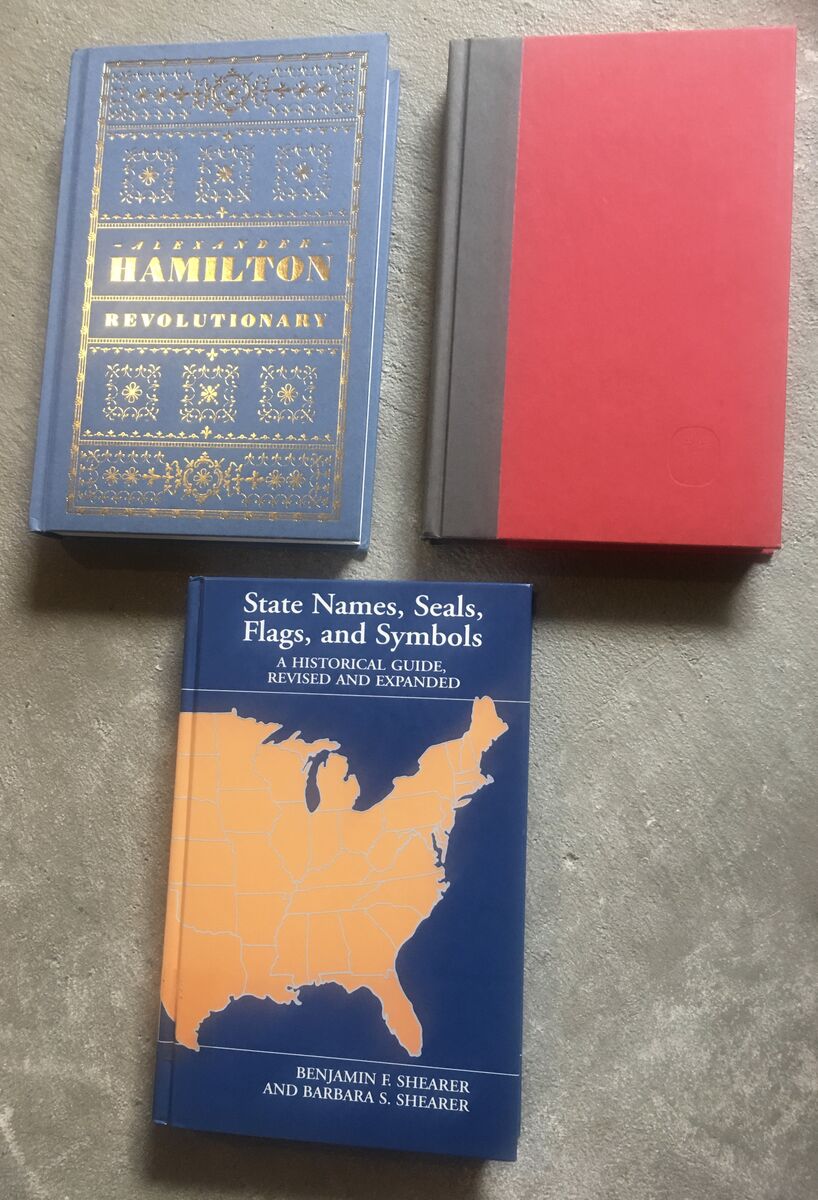 ALEXANDER
HAMILTON
REVOLUTIONARY
State Names, Seals,
Flags, and Symbols
A HISTORICAL GUIDE,
REVISED AND EXPANDED
BENJAMIN F. SHEARER
AND BARBARA S. SHEARER